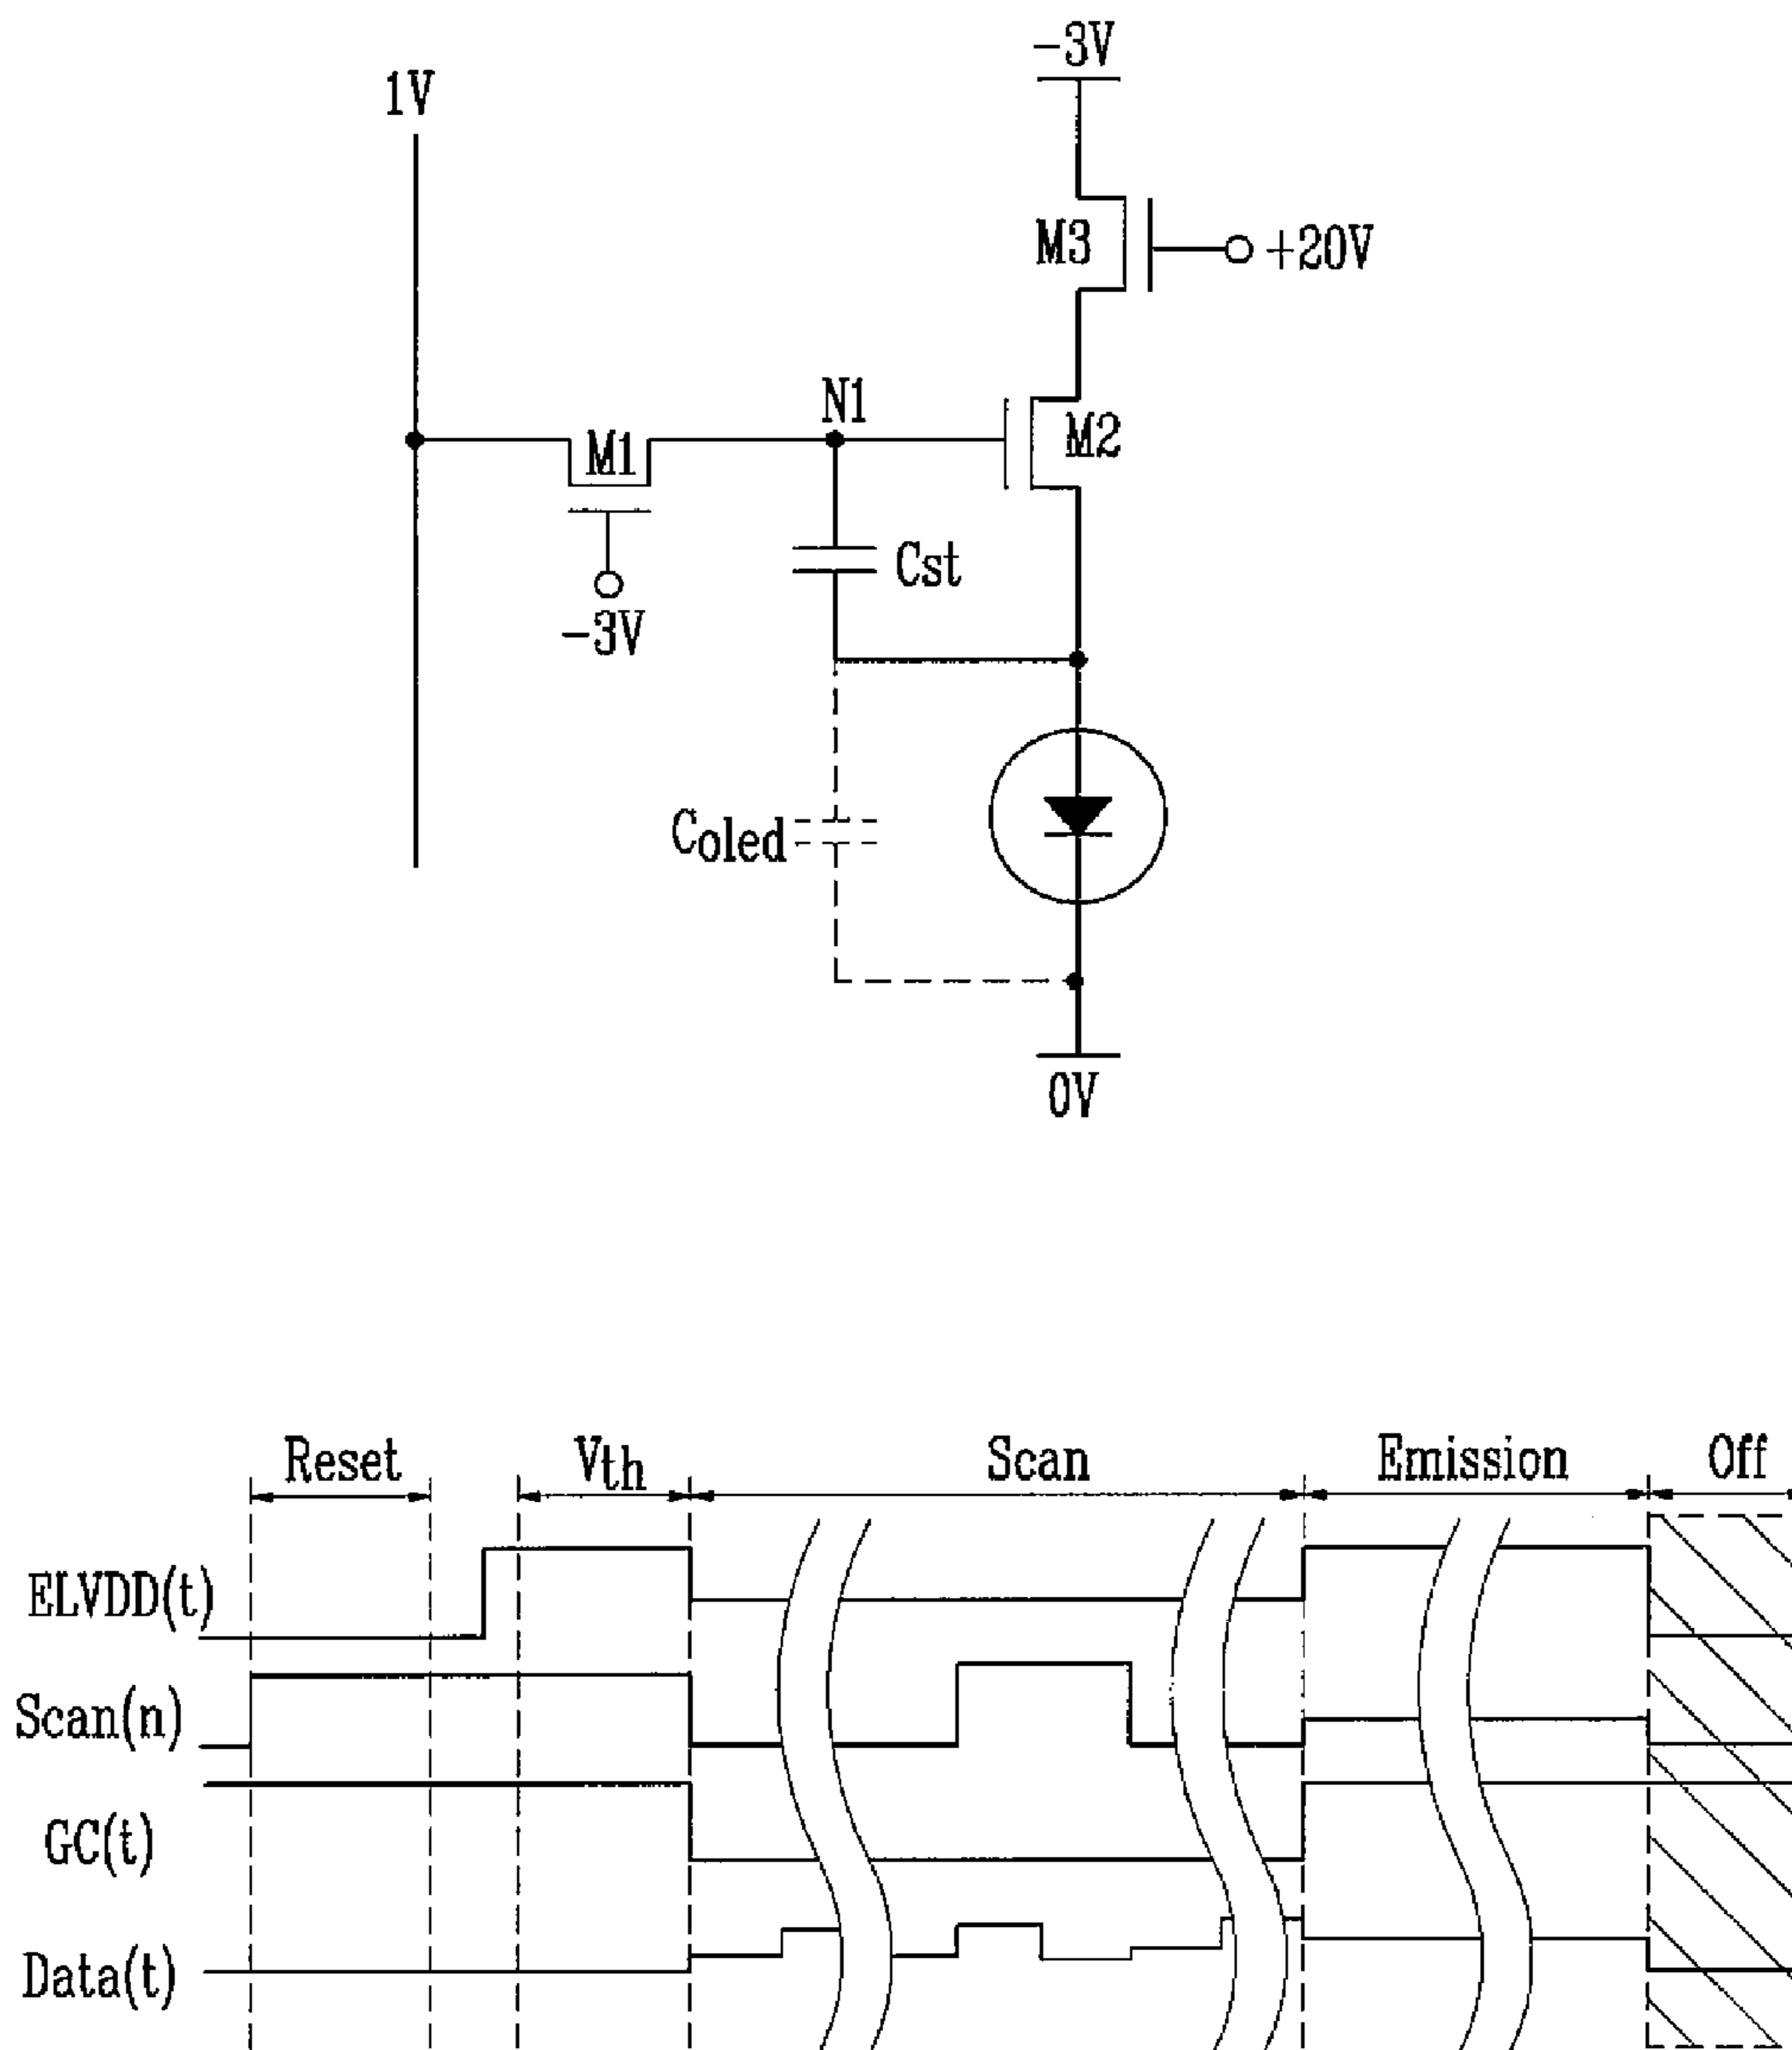 -3V
1V
M3
+20V
N1
M1
M2
Cst
-3V
Coled
0V
Reset
Vth
Scan
Emission
Off
ELVDD(t)
Scan(n)
GC(t)
Data(t)